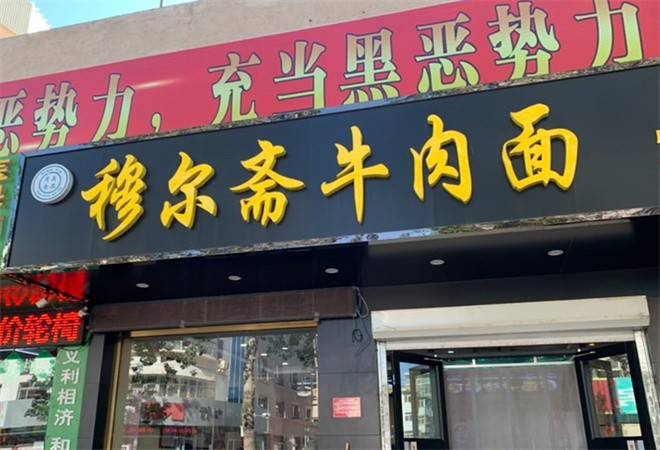 恶势力，充当黑恶势力
穆尔斋牛肉面
价轮椅
义利相济 和